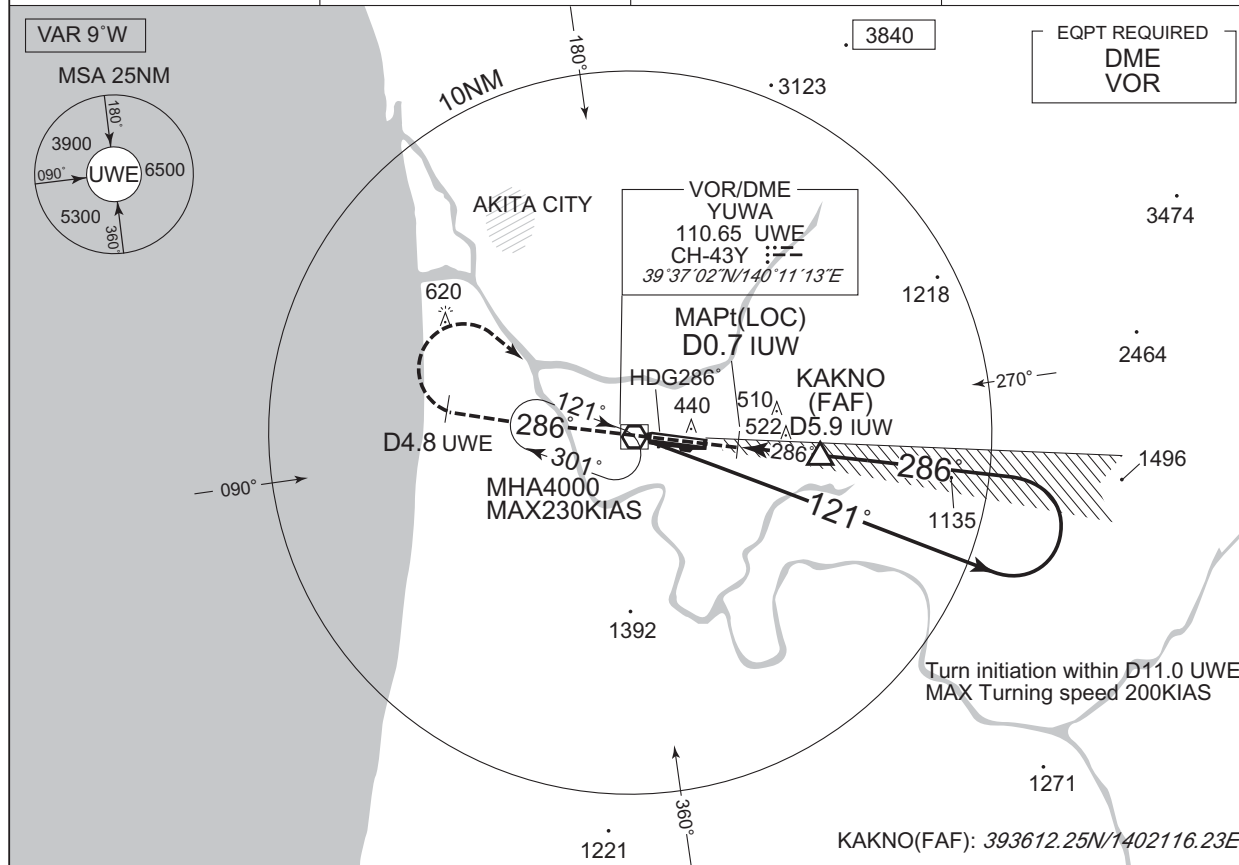 VAR 9°W
MSA 25NM
180°
3900
090°
UWE
6500
5300
360°
180°
3840
EQPT REQUIRED
DME
VOR
10NM
3123
AKITA CITY
VOR/DME
YUWA
110.65 UWE
CH-43Y
39°37′02″N/140°11′13″E
3474
1218
620
MAPt(LOC)
D0.7 IUW
2464
HDG286°
KAKNO
(FAF)
D5.9 IUW
270°
121°
286°
440
510
522
D4.8 UWE
301°
286°
286°
1496
090°
MHA4000
MAX230KIAS
121°
1135
1392
Turn initiation within D11.0 UWE
MAX Turning speed 200KIAS
360°
1271
1221
KAKNO(FAF): 393612.25N/1402116.23E